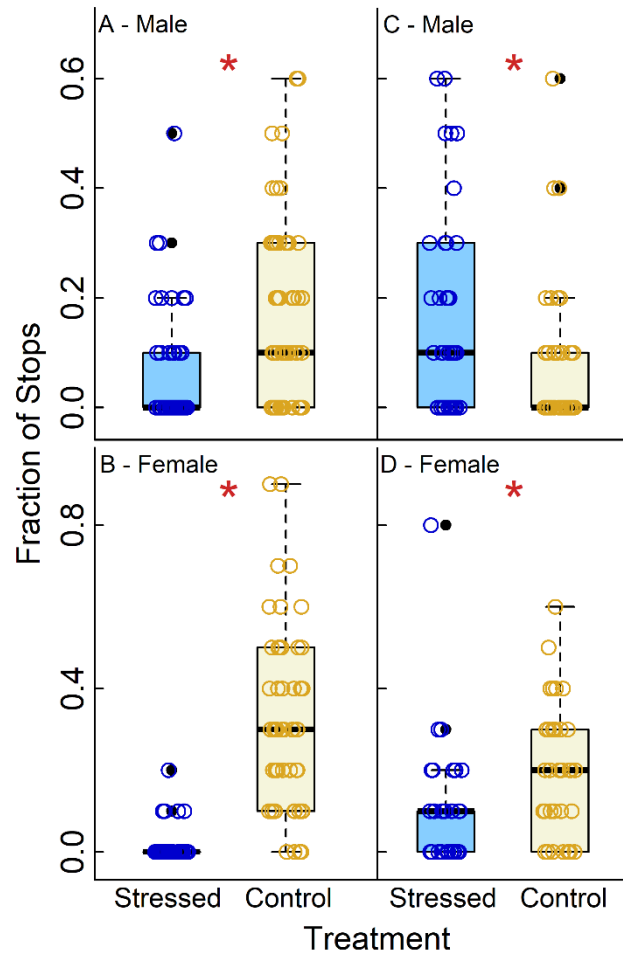 A - Male
C - Male
*
*
0.6
0.4
0.2
0.0
B - Female
D - Female
*
*
0.8
0.4
0.0
Fraction of Stops
Stressed
Control
Stressed
Control
Treatment